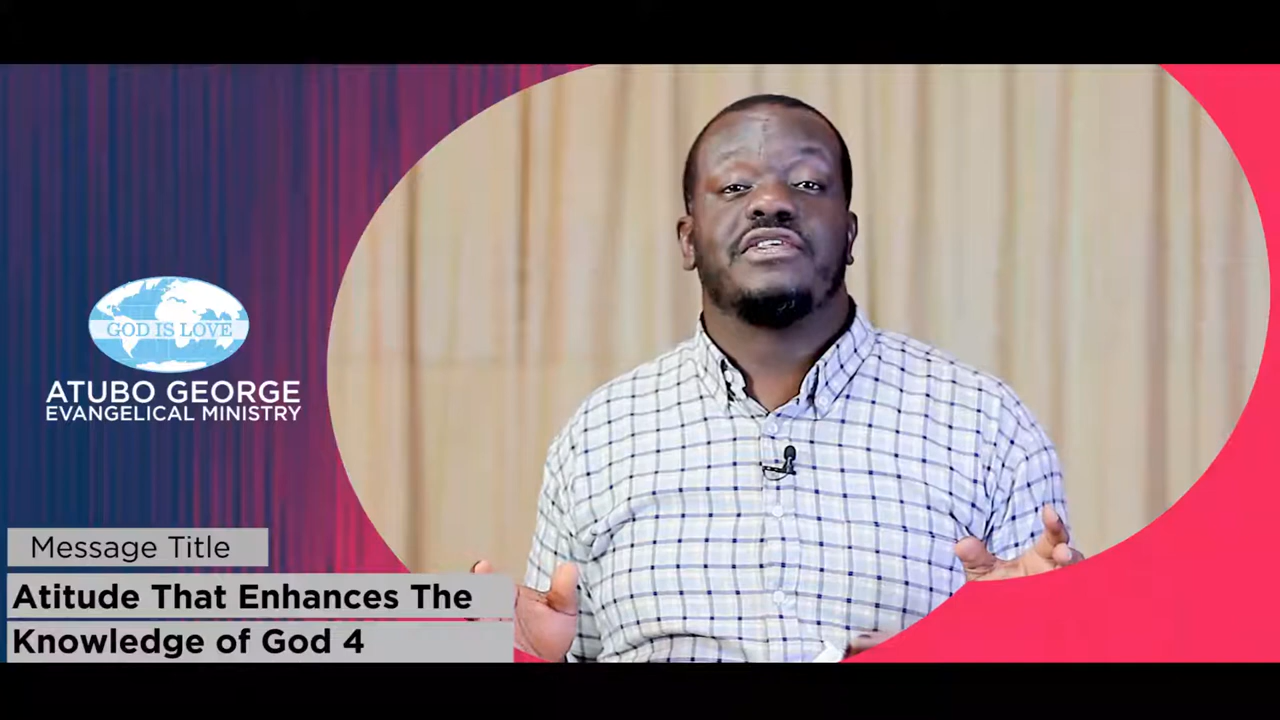 GOD IS LOVE
ATUBO GEORGE
EVANGELICAL MINISTRY
Message Title
Atitude That Enhances The
Knowledge of God 4